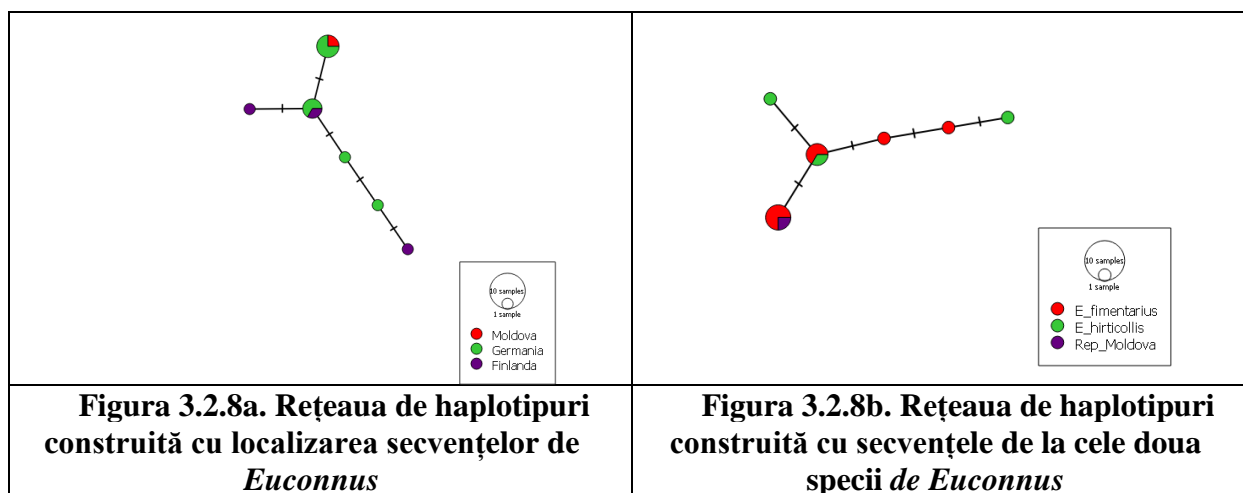 10 samples
1 sample
Moldova
Germania
Finlanda
10 samples
1 sample
E_fimentarius
E_hirticollis
Rep_Moldova
Figura 3.2.8a. Rețeaua de haplotipuri
construită cu localizarea secvențelor de
Euconnus
Figura 3.2.8b. Rețeaua de haplotipuri
construită cu secvențele de la cele doua
specii de Euconnus